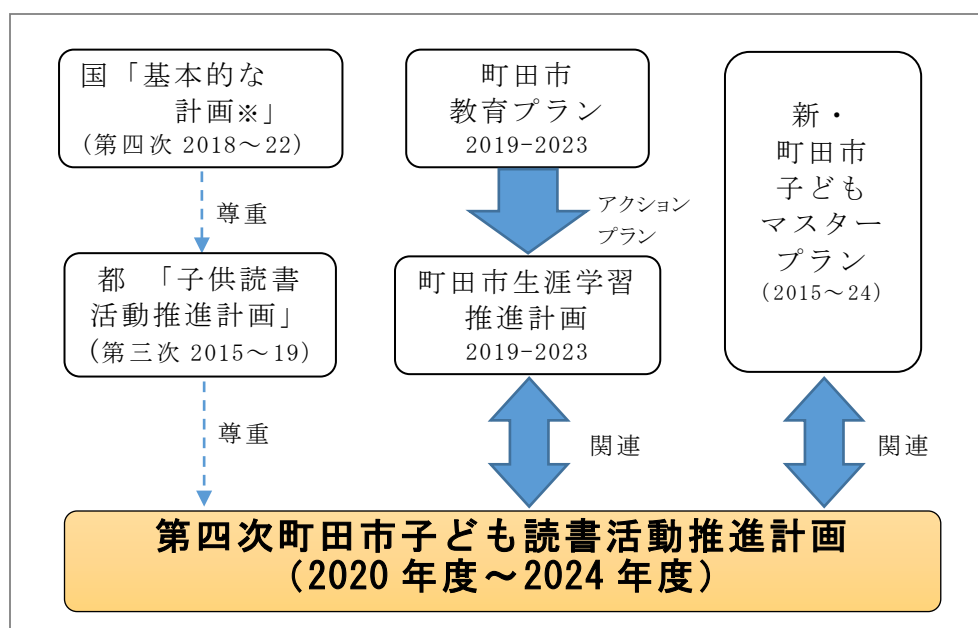 国「基本的な
計画※」
(第四次 2018～22)
尊重
都 「子供読書
活動推進計画」
(第三次 2015～19)
尊重
町田市
教育プラン
2019-2023
アクション
プラン
町田市生涯学習
推進計画
2019-2023
関連
新・
町田市
子ども
マスター
プラン
(2015～24)
関連
第四次町田市子ども読書活動推進計画
(2020 年度～2024 年度)